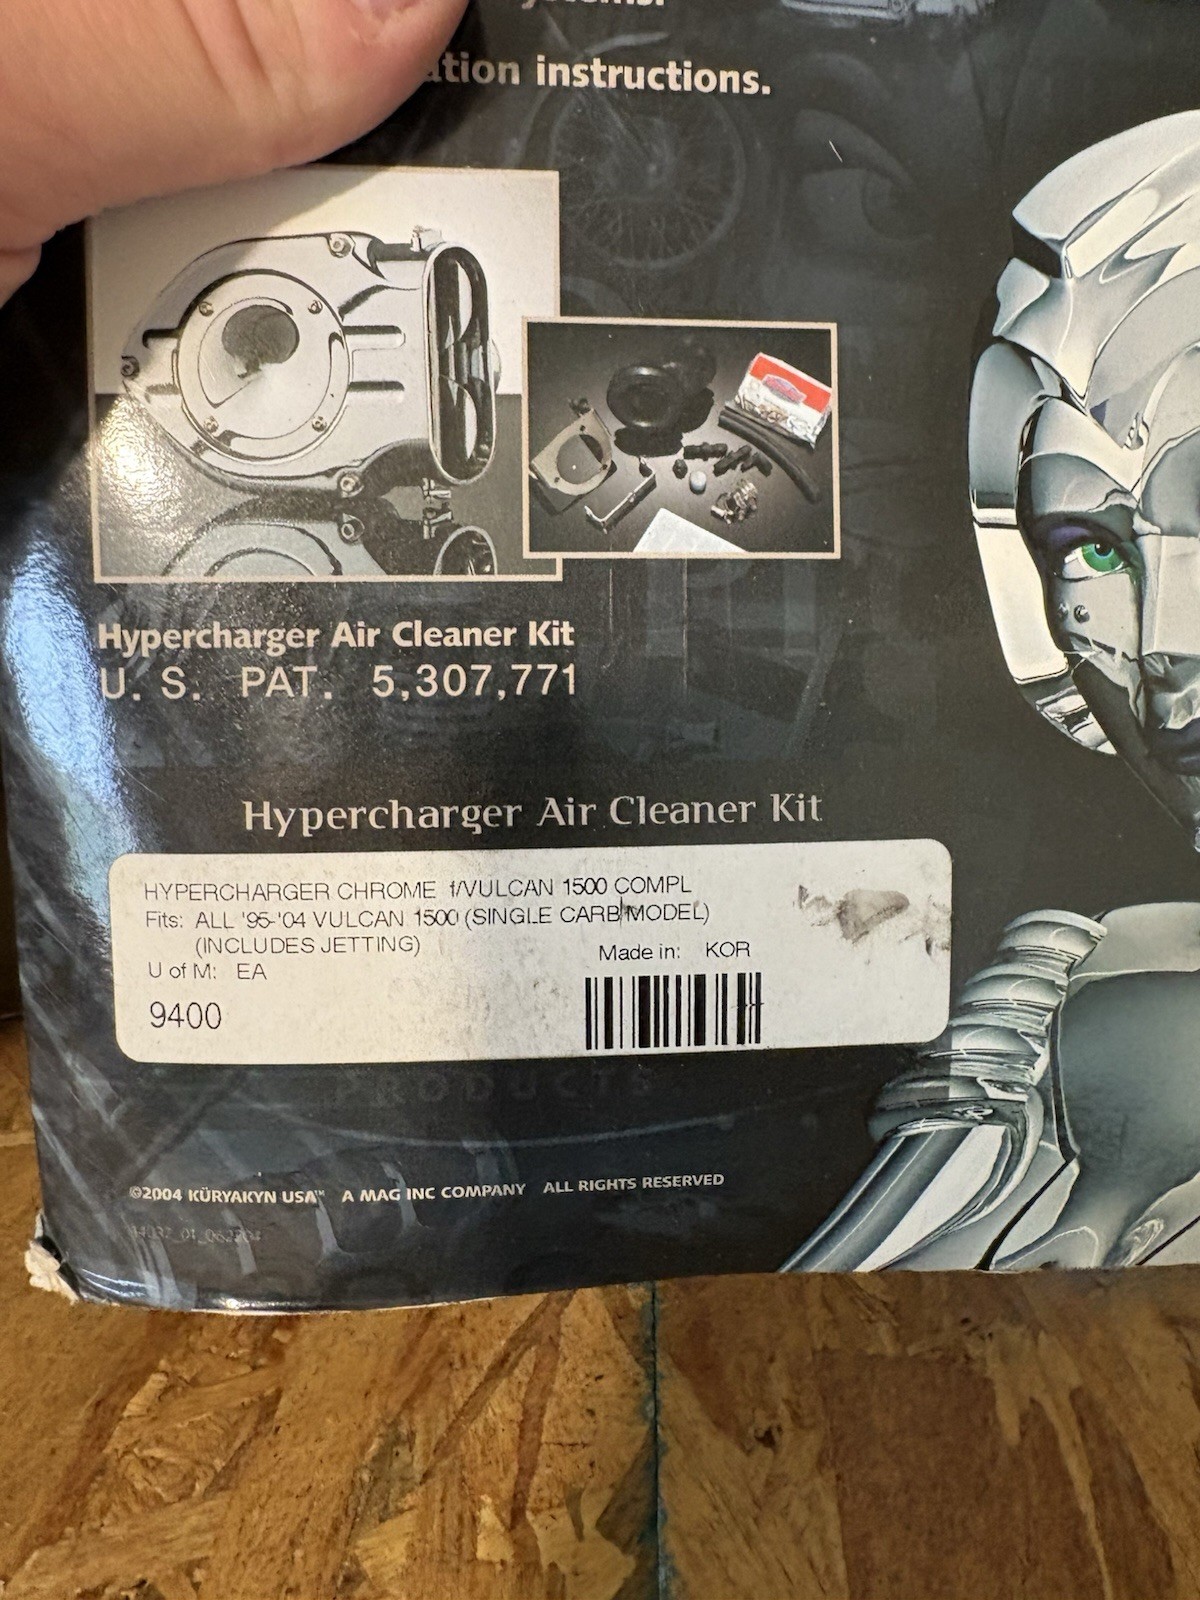 instructions.
Hypercharger Air Cleaner Kit
U. S. PAT. 5,307,771
Hypercharger Air Cleaner Kit
HYPERCHARGER CHROME f/VULCAN 1500 COMPL
Fits: ALL '95-'04 VULCAN 1500 (SINGLE CARB MODEL)
(INCLUDES JETTING)
Made in: KOR
U of M: EA
9400
PRODUCTS
©2004 KÜRYAKYN USA™ A MAG INC COMPANY ALL RIGHTS RESERVED